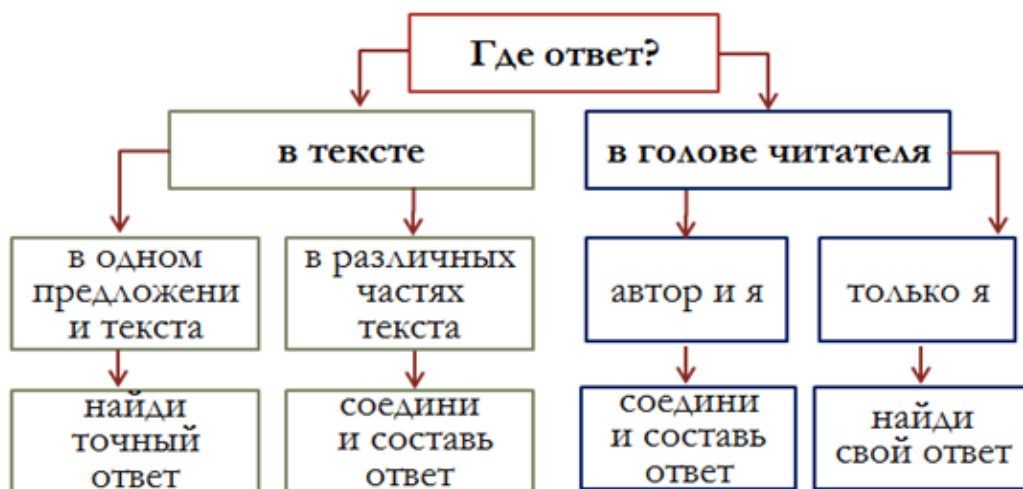 Где ответ?
в тексте
в голове читателя
в одном
предложени
и текста
в различных
частях
текста
автор и я
только я
найди
точный
ответ
соедини
и составь
ответ
соедини
и составь
ответ
найди
свой ответ